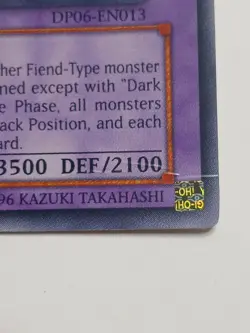 DP06-EN013
her Fiend-Type monster
ned except with "Dark
e Phase, all monsters
ack Position, and each
ard.
3500 DEF/2100
96 KAZUKI TAKAHASHI